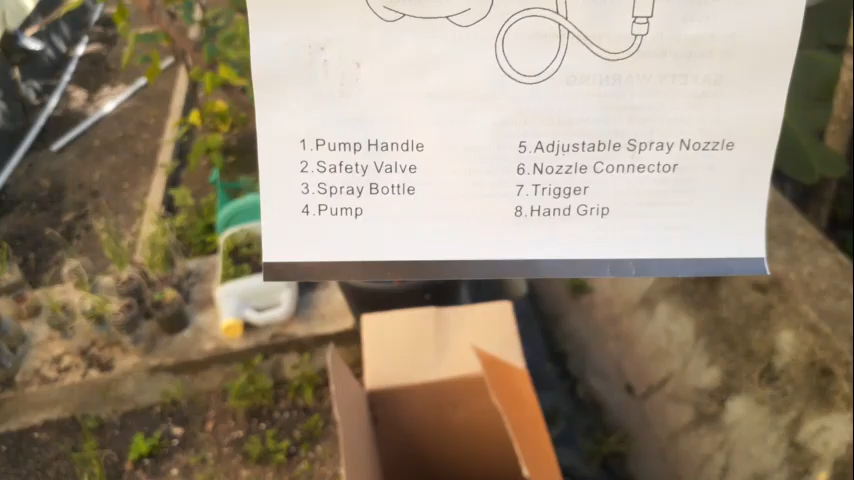 1.Pump Handle
2.Safety Valve
3.Spray Bottle
4.Pump
5.Adjustable Spray Nozzle
6.Nozzle Connector
7.Trigger
8.Hand Grip